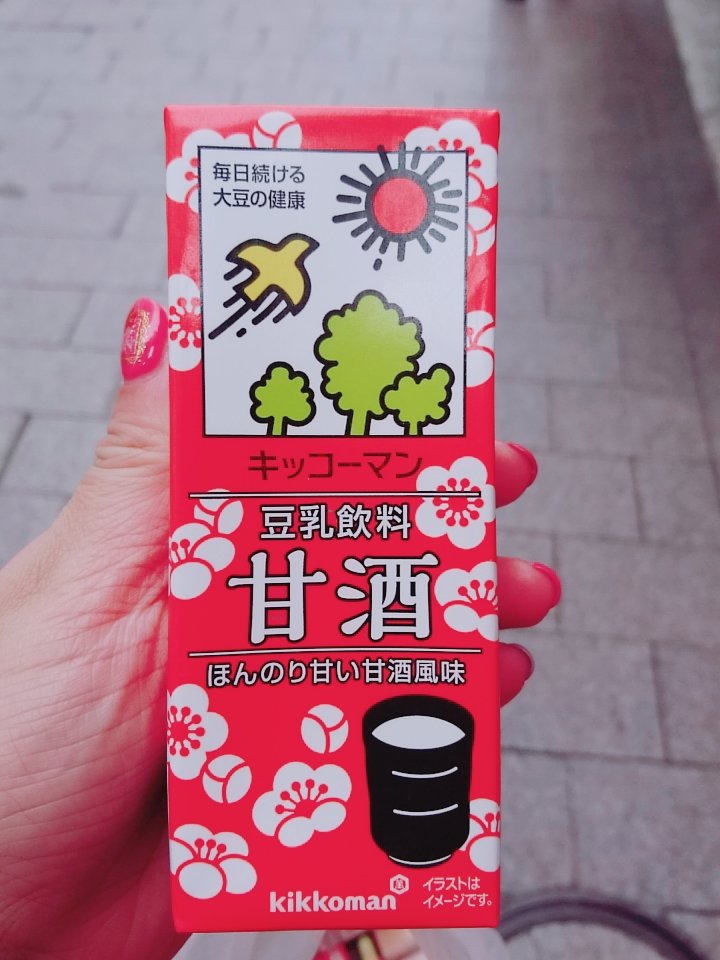 毎日続ける
大豆の健康
キッコーマン
豆乳飲料
甘酒
ほんのり甘い甘酒風味
kikkoman
イラストは
イメージです。